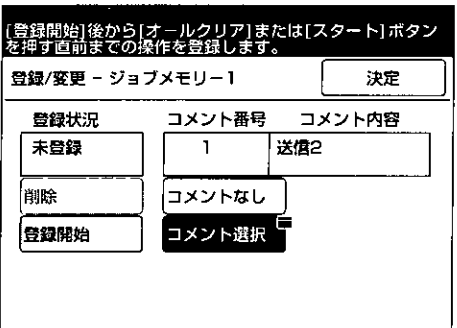 [登録開始]後から[オールクリア]または[スタート]ボタン
を押す直前までの操作を登録します。
登録/変更 - ジョブメモリー1 決定
登録状況 コメント番号 コメント内容
未登録 1 送信2
削除 コメントなし
登録開始 コメント選択